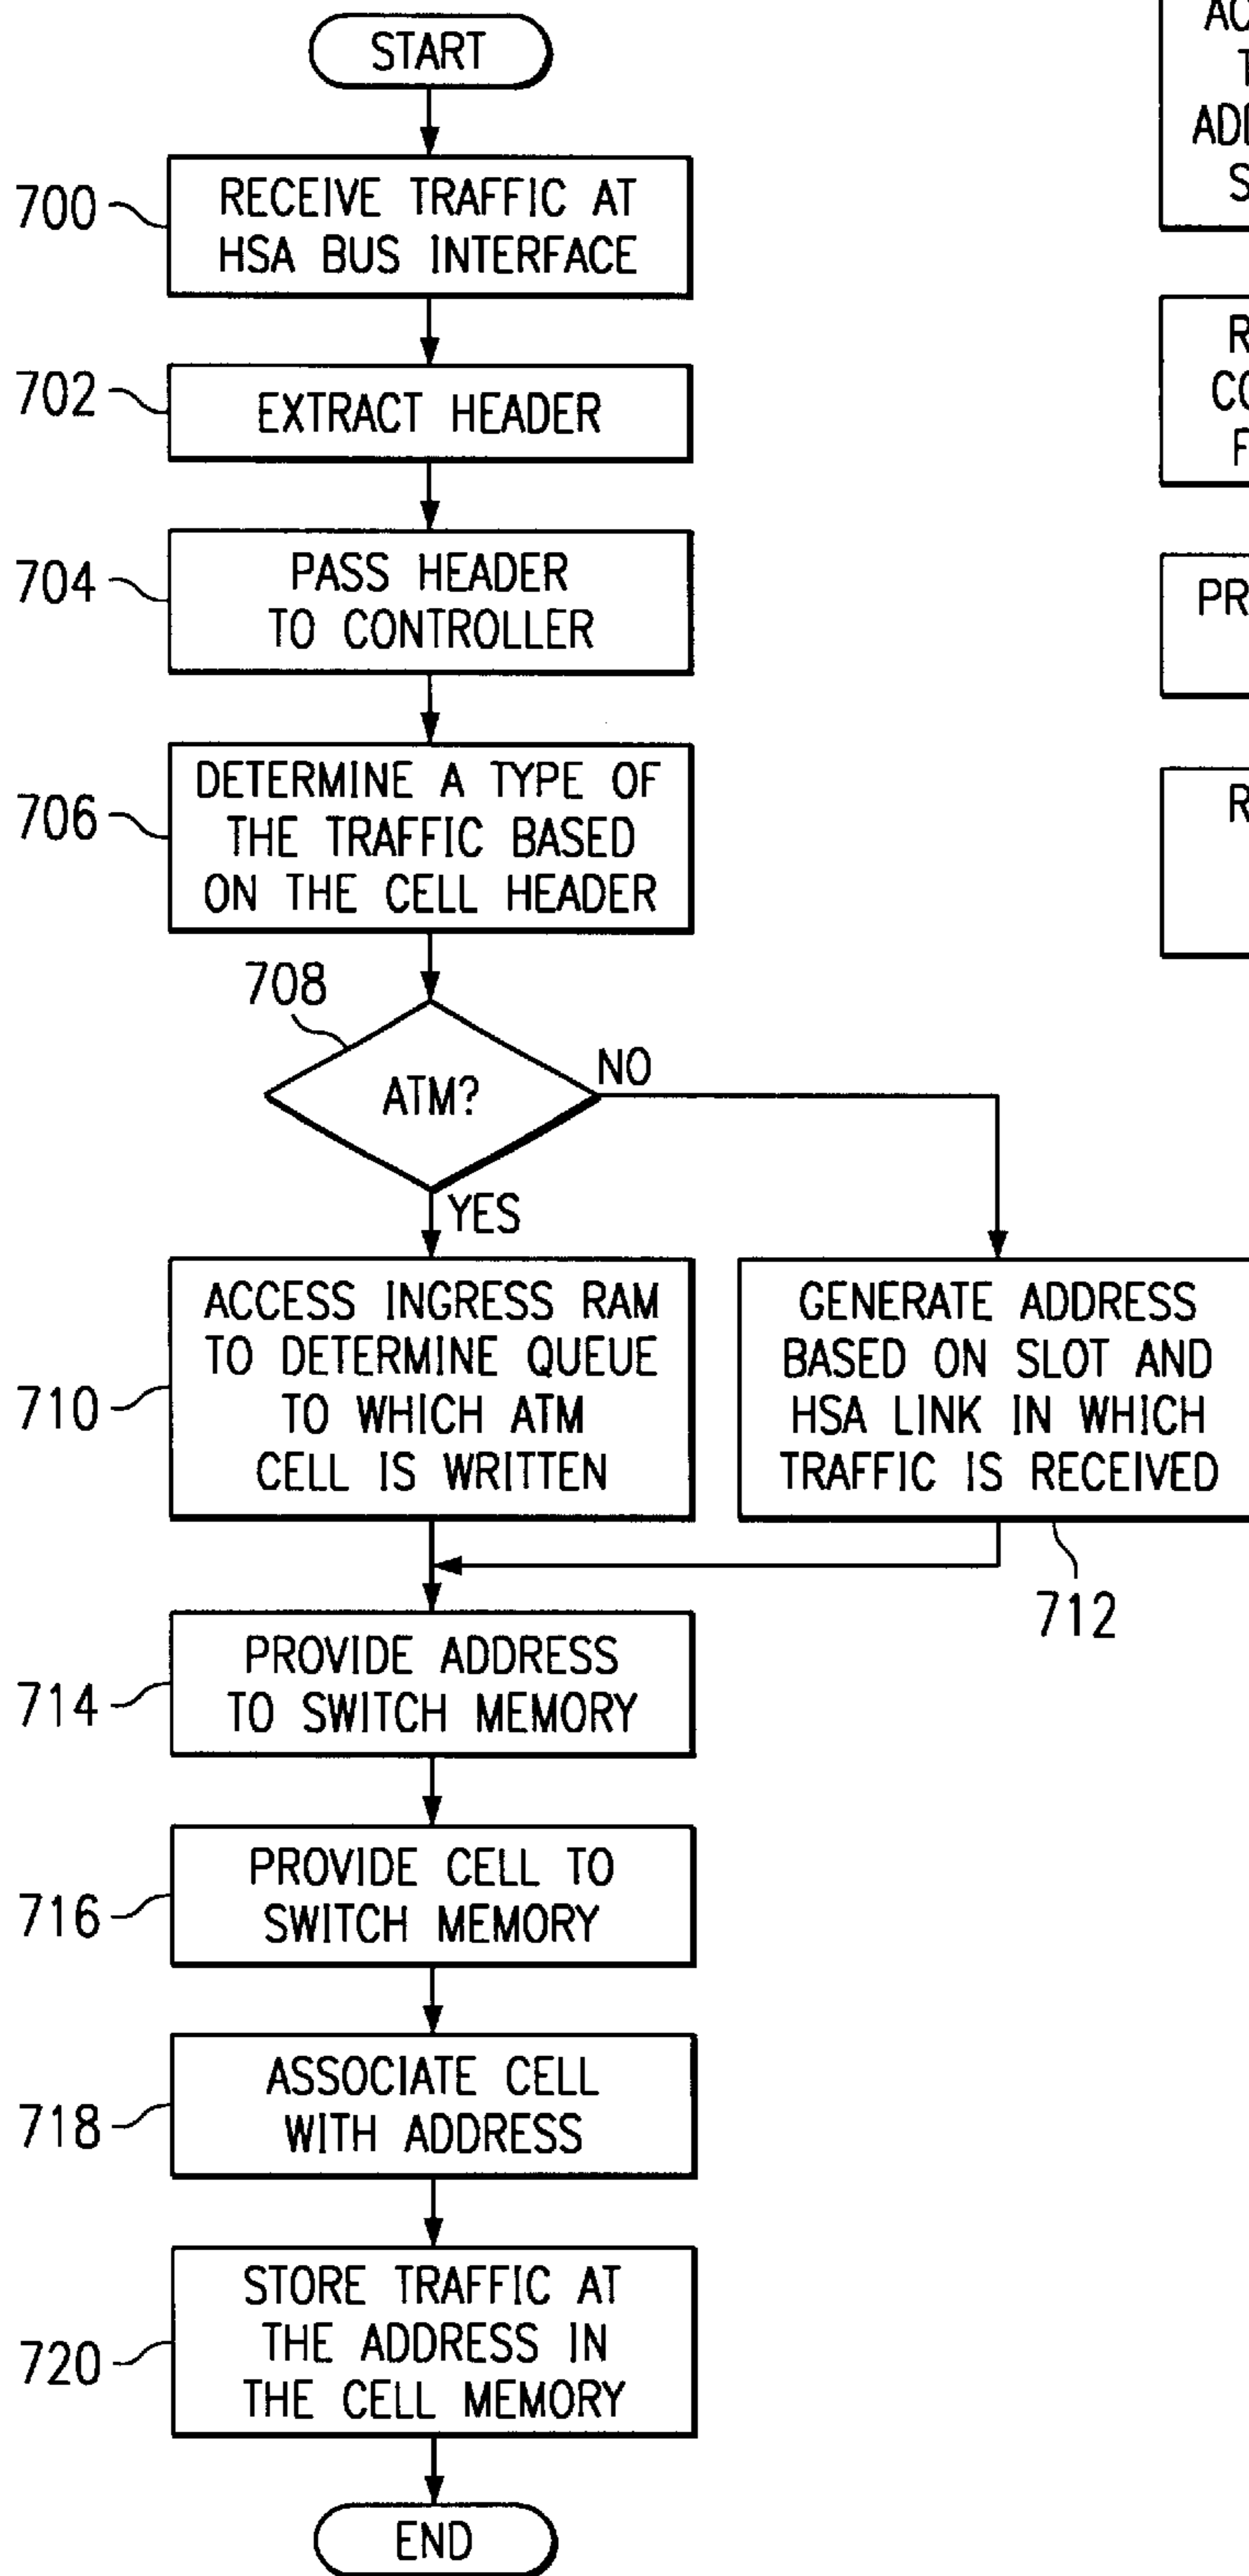 START
700
RECEIVE TRAFFIC AT
HSA BUS INTERFACE
702
EXTRACT HEADER
704
PASS HEADER
TO CONTROLLER
706
DETERMINE A TYPE OF
THE TRAFFIC BASED
ON THE CELL HEADER
708
ATM?
NO
YES
710
ACCESS INGRESS RAM
TO DETERMINE QUEUE
TO WHICH ATM
CELL IS WRITTEN
GENERATE ADDRESS
BASED ON SLOT AND
HSA LINK IN WHICH
TRAFFIC IS RECEIVED
712
714
PROVIDE ADDRESS
TO SWITCH MEMORY
716
PROVIDE CELL TO
SWITCH MEMORY
718
ASSOCIATE CELL
WITH ADDRESS
720
STORE TRAFFIC AT
THE ADDRESS IN
THE CELL MEMORY
END